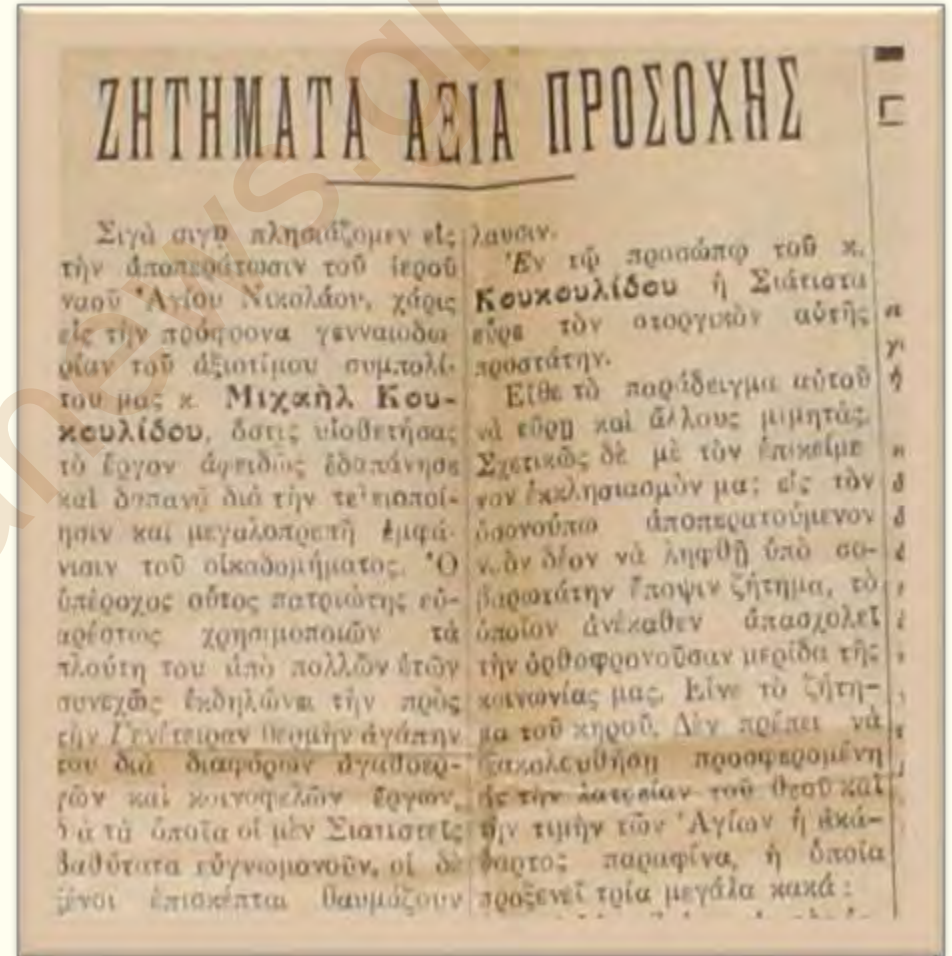 ΖΗΤΗΜΑΤΑ ΑΞΙΑ ΠΡΟΣΟΧΗΣ
Σιγὰ σιγὰ πλησιάζομεν εἰς
τὴν ἀποπεράτωσιν τοῦ ἱεροῦ
ναοῦ Ἁγίου Νικολάου, χάρις
εἰς τὴν πρόφρονα γενναιοδω
ρίαν τοῦ ἀξιοτίμου συμπολί-
του μας κ. Μιχαὴλ Κου-
κουλίδου, ὅστις υἱοθετήσας
τὸ ἔργον ἀφειδῶς ἐδαπάνησε
καὶ δαπανᾷ διὰ τὴν τελειοποί-
ησιν καὶ μεγαλοπρεπῆ ἐμφά-
νισιν τοῦ οἰκοδομήματος. Ὁ
ὑπέροχος οὗτος πατριώτης εὐ-
αρέστως χρησιμοποιῶν τὰ
πλούτη του ἀπὸ πολλῶν ἐτῶν
συνεχῶς ἐκδηλώνει τὴν πρὸς
τὴν Γενέτειραν θερμὴν ἀγάπην
του διὰ διαφόρων ἀγαθοερ-
γῶν καὶ κοινοφελῶν ἔργων,
τὰ ὁποῖα οἱ μὲν Σιατιστεῖς
βαθύτατα εὐγνωμονοῦν, οἱ δὲ
ξένοι ἐπισκέπται θαυμάζουν
λαυσιν.
Ἐν τῷ προσώπῳ τοῦ κ.
Κουκουλίδου ἡ Σιάτιστα
εὗρε τὸν στοργικὸν αὐτῆς
προστάτην.
Εἴθε τὸ παράδειγμα αὐτοῦ
νὰ εὕρῃ καὶ ἄλλους μιμητάς.
Σχετικῶς δὲ μὲ τὸν ἐπικείμε
νον ἐκκλησιασμὸν μας εἰς τὸν
ὁσονούπω ἀποπερατούμενον
ναὸν δέον νὰ ληφθῇ ὑπὸ σο-
βαρωτάτην ἔποψιν ζήτημα, τὸ
ὁποῖον ἀνέκαθεν ἀπασχολεῖ
τὴν ὀρθοφρονοῦσαν μερίδα τῆς
κοινωνίας μας. Εἶνε τὸ ζήτη-
μα τοῦ κηροῦ. Δὲν πρέπει νὰ
ἐξακολουθήσῃ προσφερομένη
εἰς τὴν λατρείαν τοῦ Θεοῦ καὶ
τὴν τιμὴν τῶν Ἁγίων ἡ ἀκά-
θαρτος παραφίνα, ἡ ὁποία
προξενεῖ τρία μεγάλα κακά: